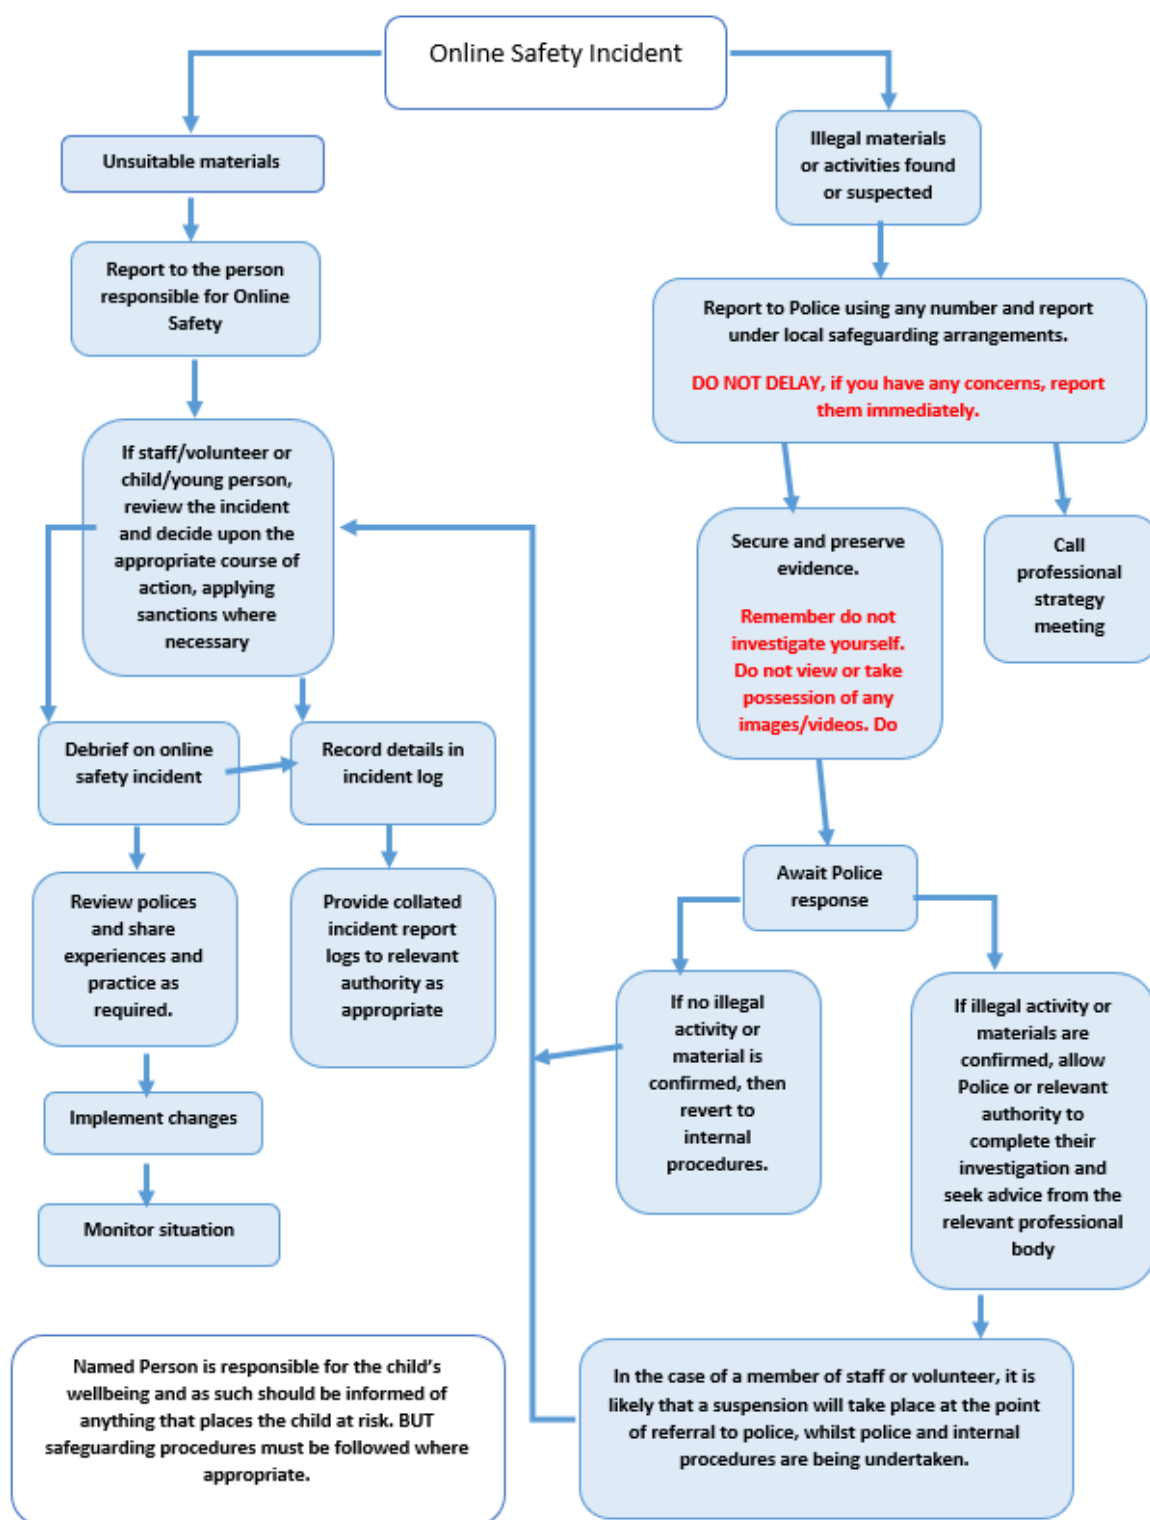 Online Safety Incident
Unsuitable materials
Illegal materials
or activities found
or suspected
Report to the person
responsible for Online
Safety
Report to Police using any number and report
under local safeguarding arrangements.
DO NOT DELAY, if you have any concerns, report
them immediately.
If staff/volunteer or
child/young person,
review the incident
and decide upon the
appropriate course of
action, applying
sanctions where
necessary
Secure and preserve
evidence.
Remember do not
investigate yourself.
Do not view or take
possession of any
images/videos. Do
Call
professional
strategy
meeting
Debrief on online
safety incident
Record details in
incident log
Review polices
and share
experiences and
practice as
required.
Provide collated
incident report
logs to relevant
authority as
appropriate
Await Police
response
If no illegal
activity or
material is
confirmed, then
revert to
internal
procedures.
If illegal activity or
materials are
confirmed, allow
Police or relevant
authority to
complete their
investigation and
seek advice from the
relevant professional
body
Implement changes
Monitor situation
Named Person is responsible for the child’s
wellbeing and as such should be informed of
anything that places the child at risk. BUT
safeguarding procedures must be followed where
appropriate.
In the case of a member of staff or volunteer, it is
likely that a suspension will take place at the point
of referral to police, whilst police and internal
procedures are being undertaken.